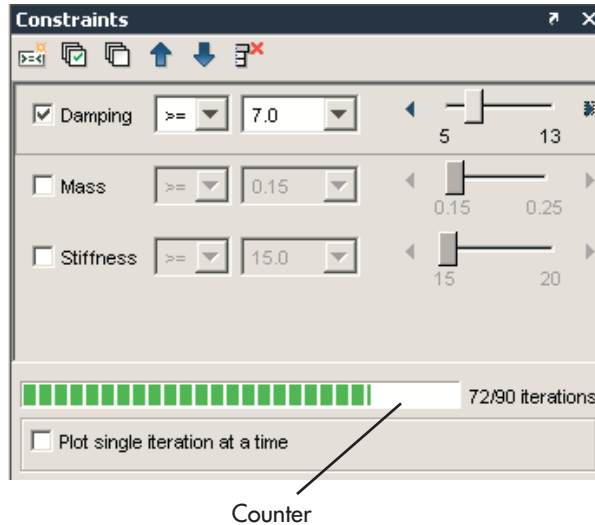 Constraints
Damping >= 7.0
5 13
Mass >= 0.15
0.15 0.25
Stiffness >= 15.0
15 20
72/90 iterations
Plot single iteration at a time
Counter